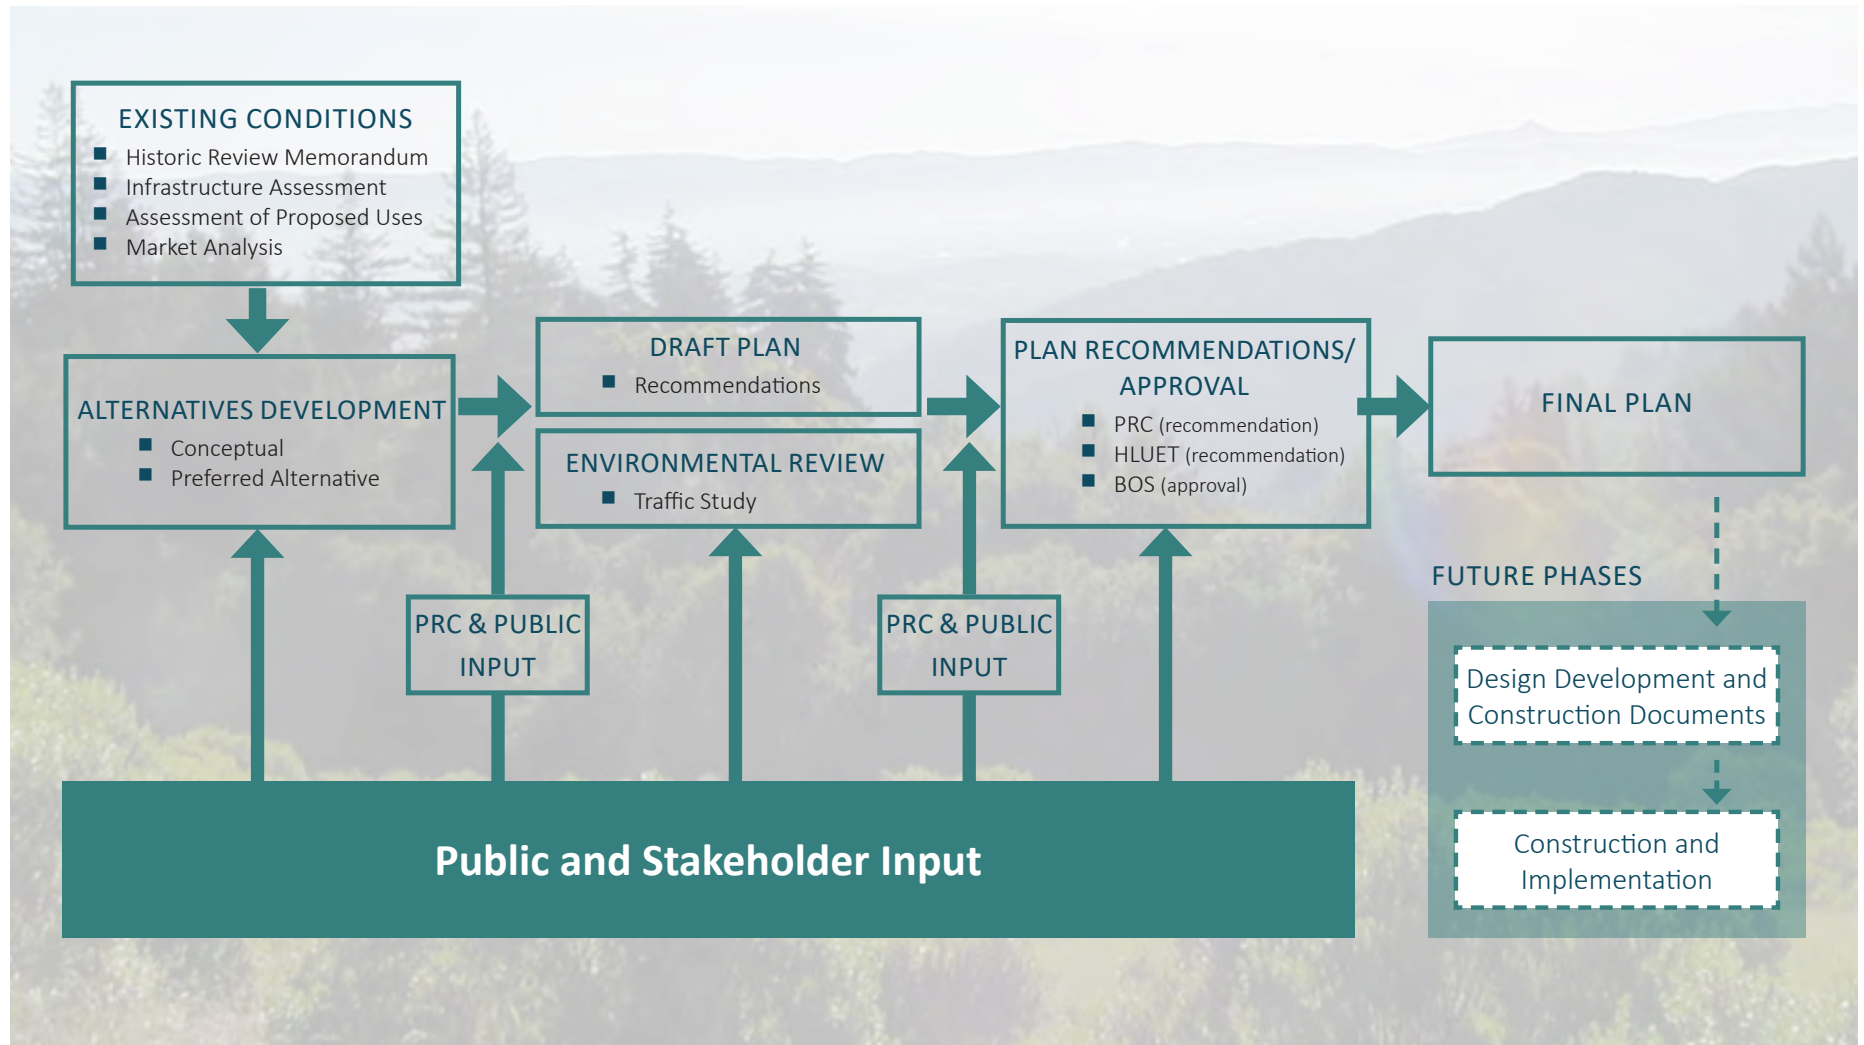 EXISTING CONDITIONS
Historic Review Memorandum
Infrastructure Assessment
Assessment of Proposed Uses
Market Analysis
ALTERNATIVES DEVELOPMENT
Conceptual
Preferred Alternative
DRAFT PLAN
Recommendations
ENVIRONMENTAL REVIEW
Traffic Study
PLAN RECOMMENDATIONS/
APPROVAL
PRC (recommendation)
HLUET (recommendation)
BOS (approval)
FINAL PLAN
PRC & PUBLIC
INPUT
PRC & PUBLIC
INPUT
Public and Stakeholder Input
FUTURE PHASES
Design Development and
Construction Documents
Construction and
Implementation